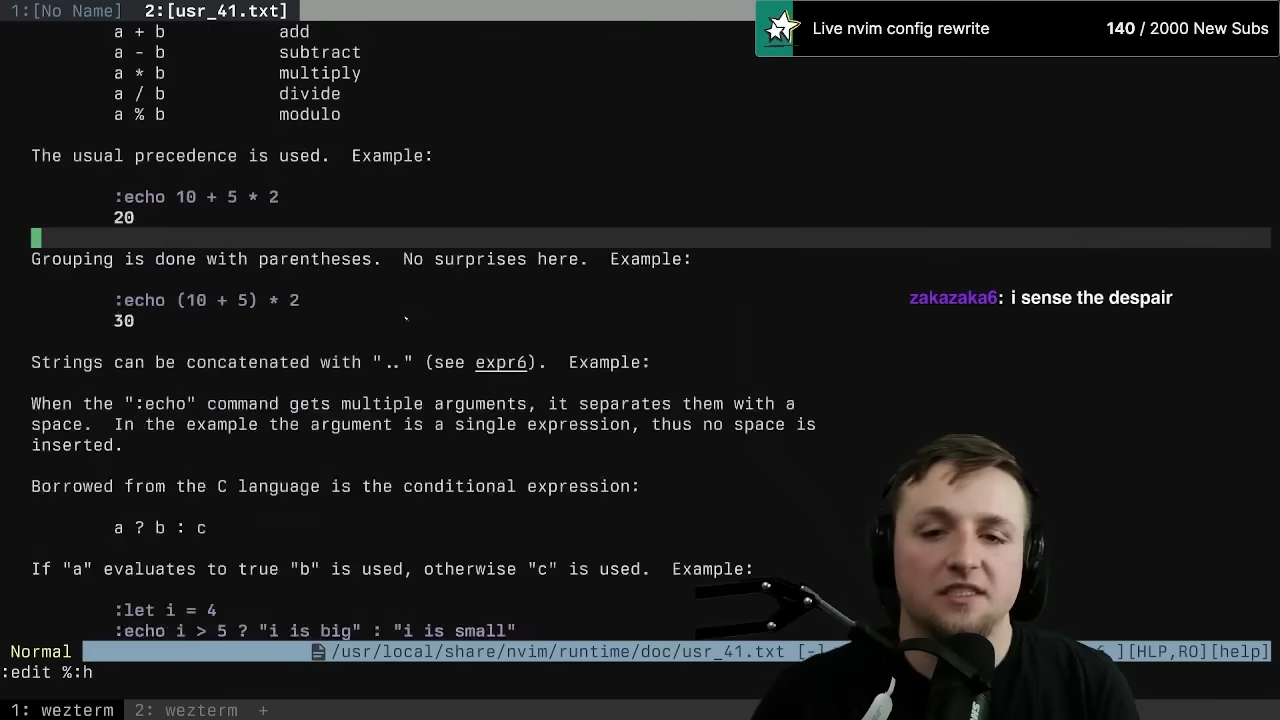 1:[No Name]  2:[usr_41.txt]
Live nvim config rewrite    140 / 2000 New Subs
a + b    add
a - b    subtract
a * b    multiply
a / b    divide
a % b    modulo
The usual precedence is used.  Example:
:echo 10 + 5 * 2
20
Grouping is done with parentheses.  No surprises here.  Example:
:echo (10 + 5) * 2
30
zakazaka6: i sense the despair
Strings can be concatenated with ".." (see expr6).  Example:
When the ":echo" command gets multiple arguments, it separates them with a
space.  In the example the argument is a single expression, thus no space is
inserted.
Borrowed from the C language is the conditional expression:
a ? b : c
If "a" evaluates to true "b" is used, otherwise "c" is used.  Example:
:let i = 4
:echo i > 5 ? "i is big" : "i is small"
Normal    /usr/local/share/nvim/runtime/doc/usr_41.txt [-] ][HLP,RO][help]
:edit %:h
1: wezterm  2: wezterm  +